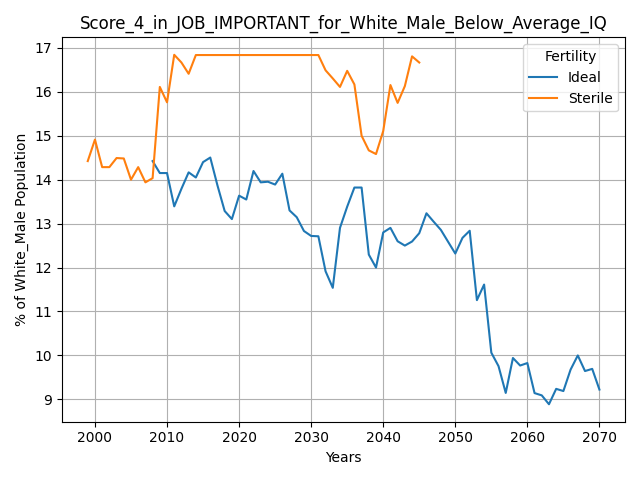 Score_4_in_JOB_IMPORTANT_for_White_Male_Below_Average_IQ
Fertility
Ideal
Sterile
% of White_Male Population
17
16
15
14
13
12
11
10
9
2000 2010 2020 2030 2040 2050 2060 2070
Years